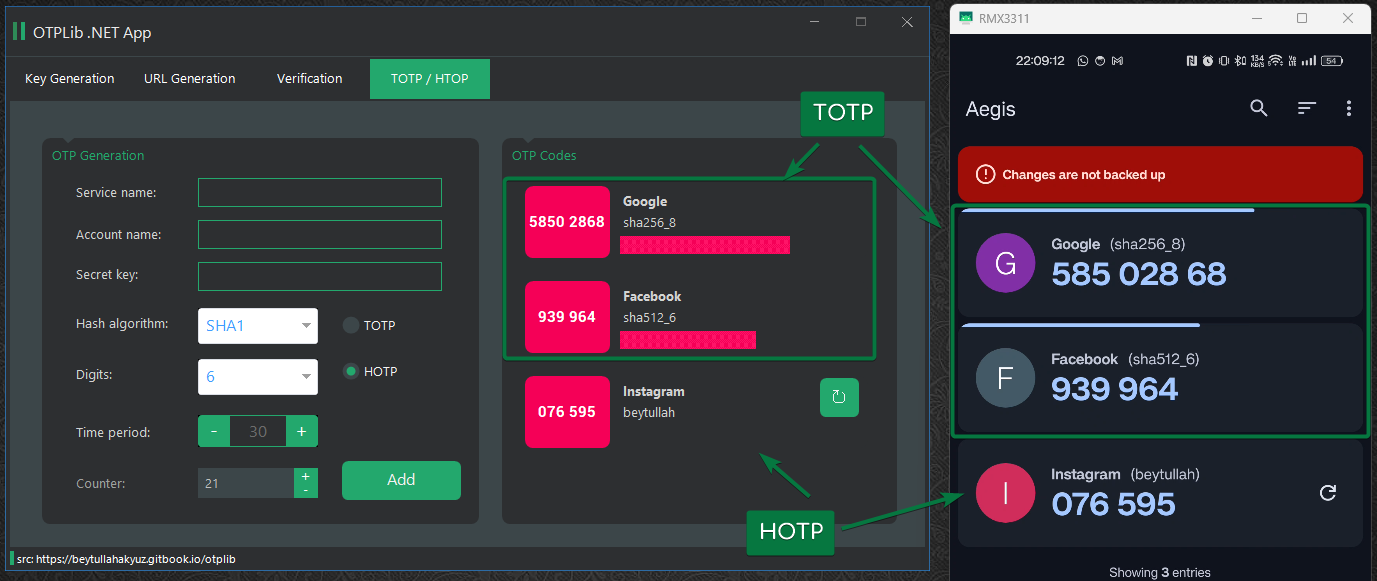 OTPLib .NET App
Key Generation
URL Generation
Verification
TOTP / HTOP
OTP Generation
Service name:
Account name:
Secret key:
Hash algorithm:
SHA1
TOTP
Digits:
6
HOTP
Time period:
-
30
+
Counter:
21
+
-
Add
OTP Codes
5850 2868
Google
sha256_8
939 964
Facebook
sha512_6
076 595
Instagram
beytullah
src: https://beytullahakyuz.gitbook.io/otplib
TOTP
HOTP
RMX3311
22:09:12
134
KB/S
54
Aegis
Changes are not backed up
G
Google (sha256_8)
585 028 68
F
Facebook (sha512_6)
939 964
I
Instagram (beytullah)
076 595
Showing 3 entries